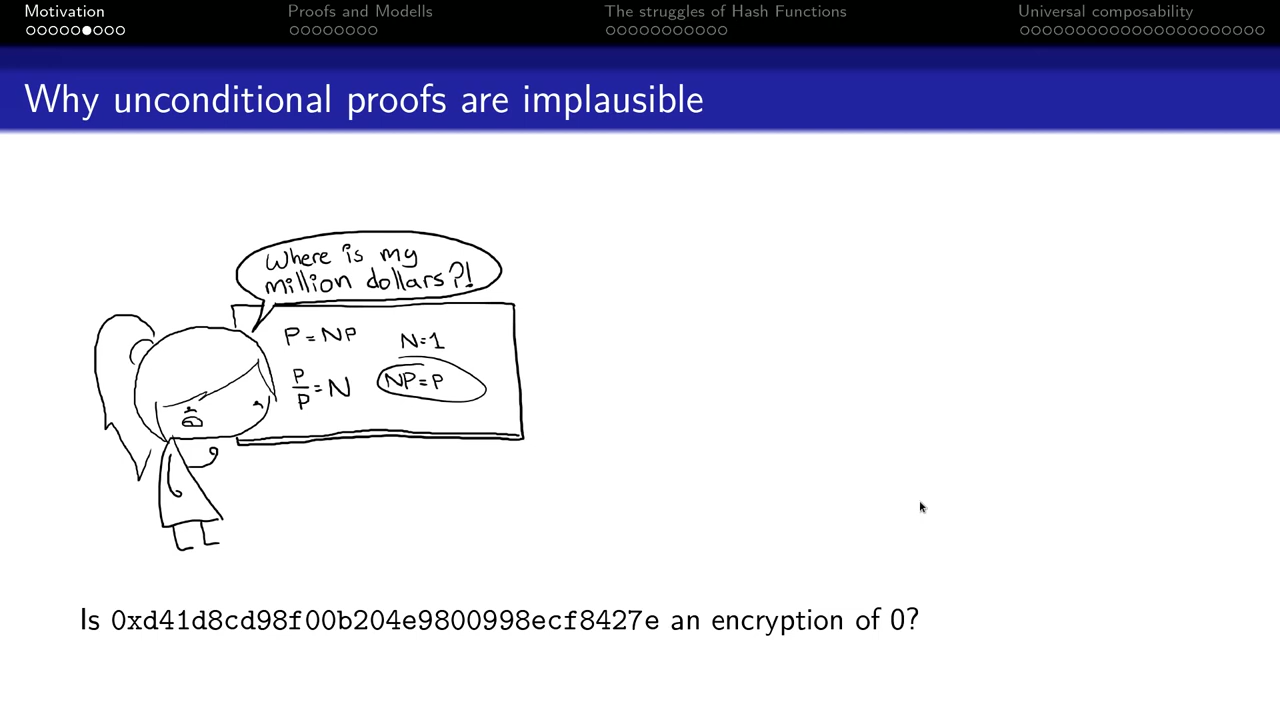 Motivation
Proofs and Modells
The struggles of Hash Functions
Universal composability
Why unconditional proofs are implausible
Where is my
million dollars?!
P=NP
P/P=N
N=1
NP=P
Is 0xd41d8cd98f00b204e9800998ecf8427e an encryption of 0?